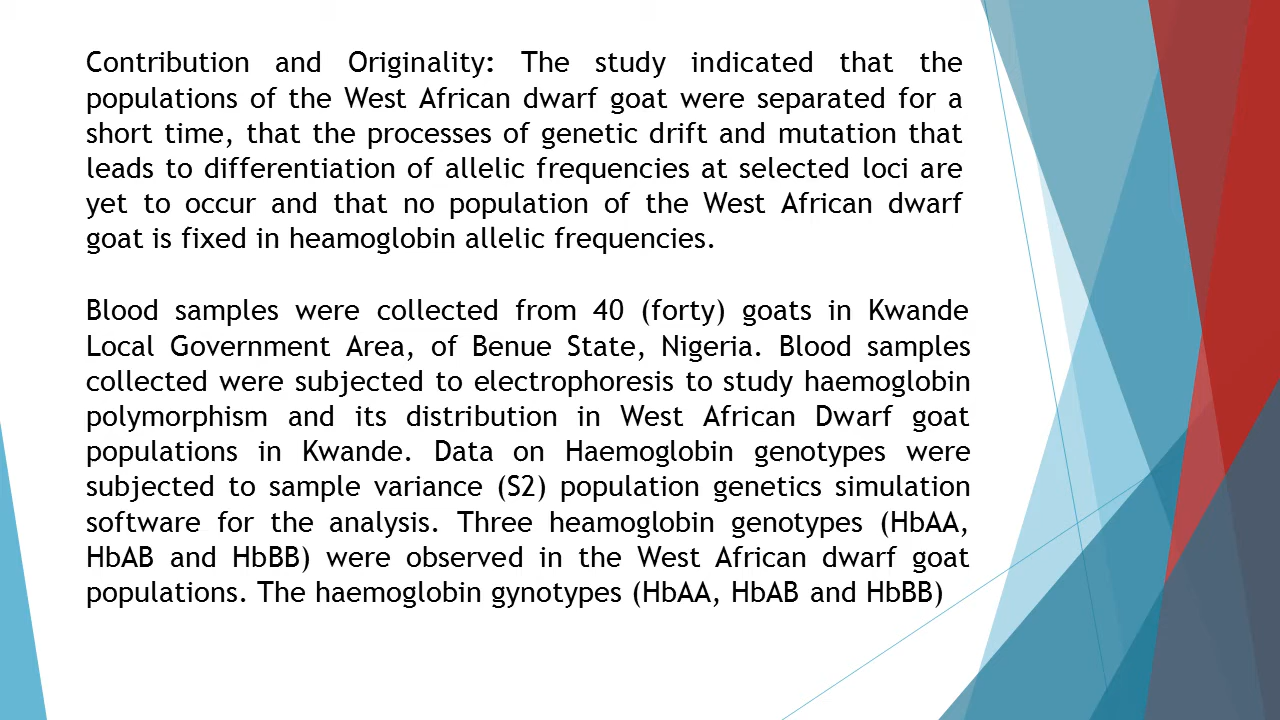 Contribution and Originality: The study indicated that the
populations of the West African dwarf goat were separated for a
short time, that the processes of genetic drift and mutation that
leads to differentiation of allelic frequencies at selected loci are
yet to occur and that no population of the West African dwarf
goat is fixed in heamoglobin allelic frequencies.
Blood samples were collected from 40 (forty) goats in Kwande
Local Government Area, of Benue State, Nigeria. Blood samples
collected were subjected to electrophoresis to study haemoglobin
polymorphism and its distribution in West African Dwarf goat
populations in Kwande. Data on Haemoglobin genotypes were
subjected to sample variance (S2) population genetics simulation
software for the analysis. Three heamoglobin genotypes (HbAA,
HbAB and HbBB) were observed in the West African dwarf goat
populations. The haemoglobin gynotypes (HbAA, HbAB and HbBB)